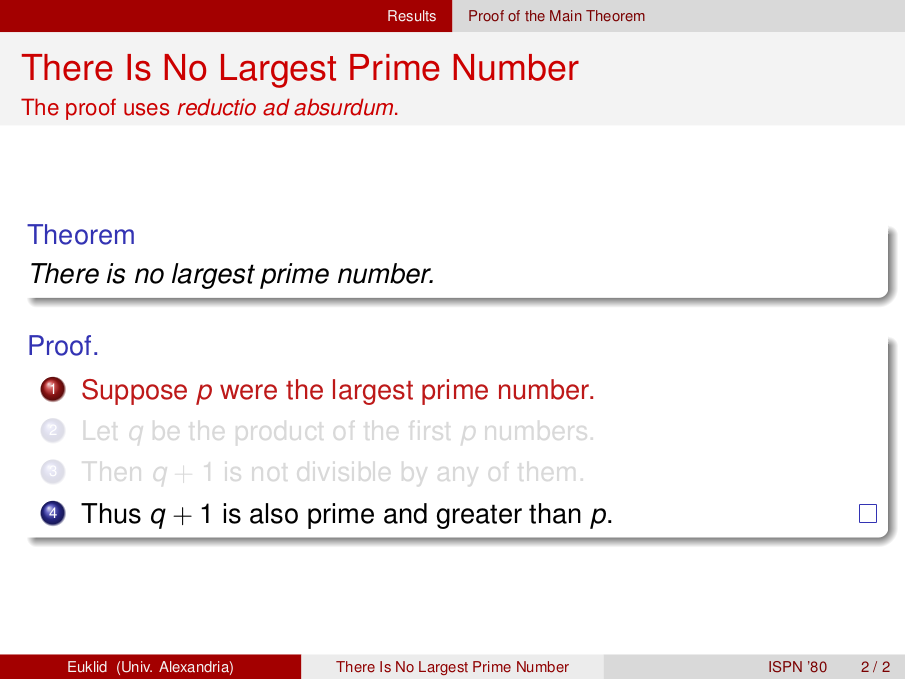 Results Proof of the Main Theorem
There Is No Largest Prime Number
The proof uses reductio ad absurdum.
Theorem
There is no largest prime number.
Proof.
1 Suppose p were the largest prime number.
2 Let q be the product of the first p numbers.
3 Then q + 1 is not divisible by any of them.
4 Thus q + 1 is also prime and greater than p. □
Euklid (Univ. Alexandria) There Is No Largest Prime Number ISPN '80 2 / 2